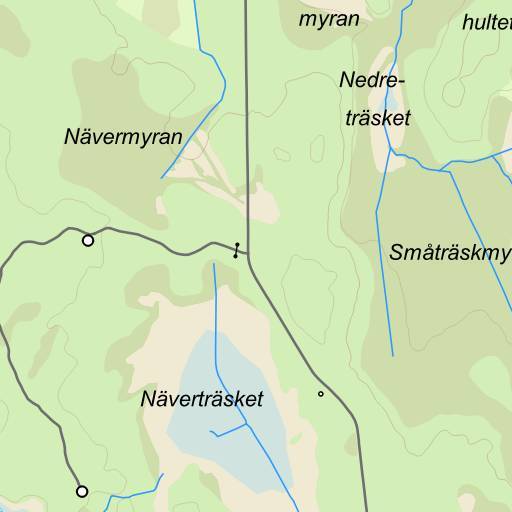 myran
hultet
Nedre-
träsket
Nävermyran
Småträskmy
Näverträsket